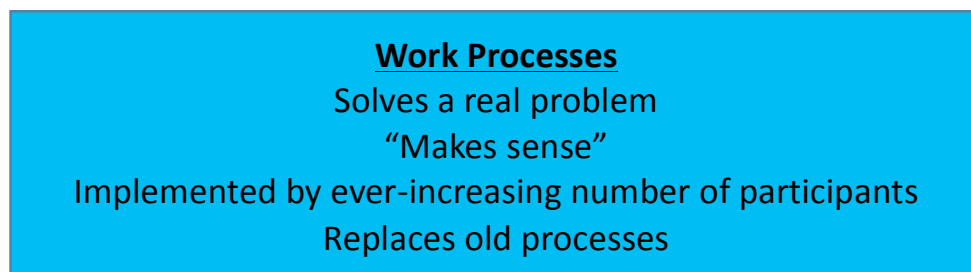 Work Processes
Solves a real problem
“Makes sense”
Implemented by ever-increasing number of participants
Replaces old processes